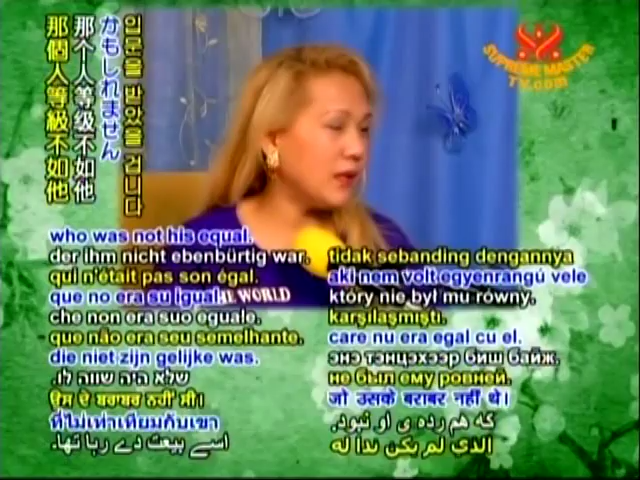 那個人等級不如他
那个人等级不如他
かもしれません
입문을 받았을 겁니다
SUPREME MASTER
TV.com
who was not his equal.
der ihm nicht ebenbürtig war.
qui n'était pas son égal.
que no era su igual.
HE WORLD
che non era suo eguale.
que não era seu semelhante.
die niet zijn gelijke was.
שלא היה שווה לו.
ਉਸ ਦੇ ਬਰਾਬਰ ਨਹੀਂ ਸੀ।
ที่ไม่เท่าเทียมกับเขา
tidak sebanding dengannya
aki nem volt egyenrangú vele
który nie był mu równy.
karşılaşmıştı.
care nu era egal cu el.
энэ тэнцэхээр биш байж.
не был ему ровней.
जो उसके बराबर नहीं थे।
که هم رده ی او نبود.
الذي لم يكن ندا له